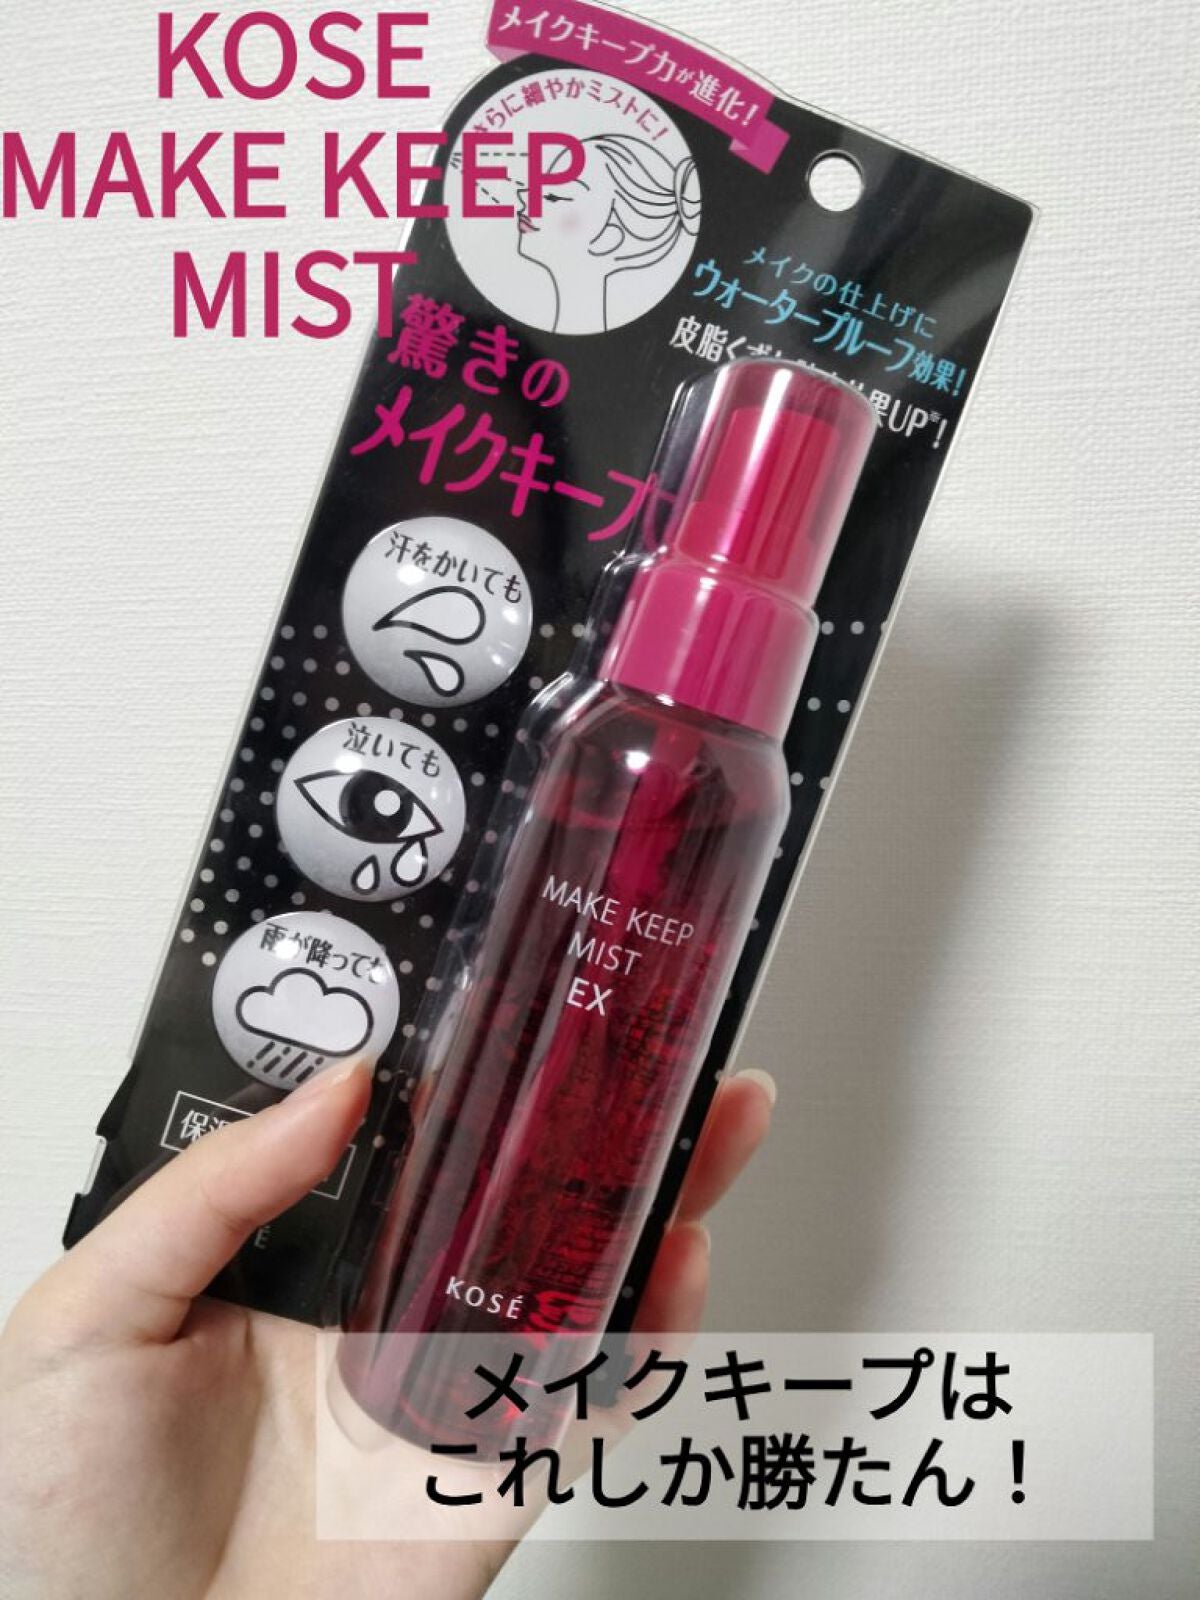 KOSE
MAKE KEEP
MIST
メイクキープ力が進化!
さらに細やかミストに!
メイクの仕上げに
ウォータープルーフ効果!
皮脂く
UP※!
驚きの
メイクキープ
汗をかいても
泣いても
雨が降っても
MAKE KEEP
MIST
EX
KOSÉ
メイクキープは
これしか勝たん！